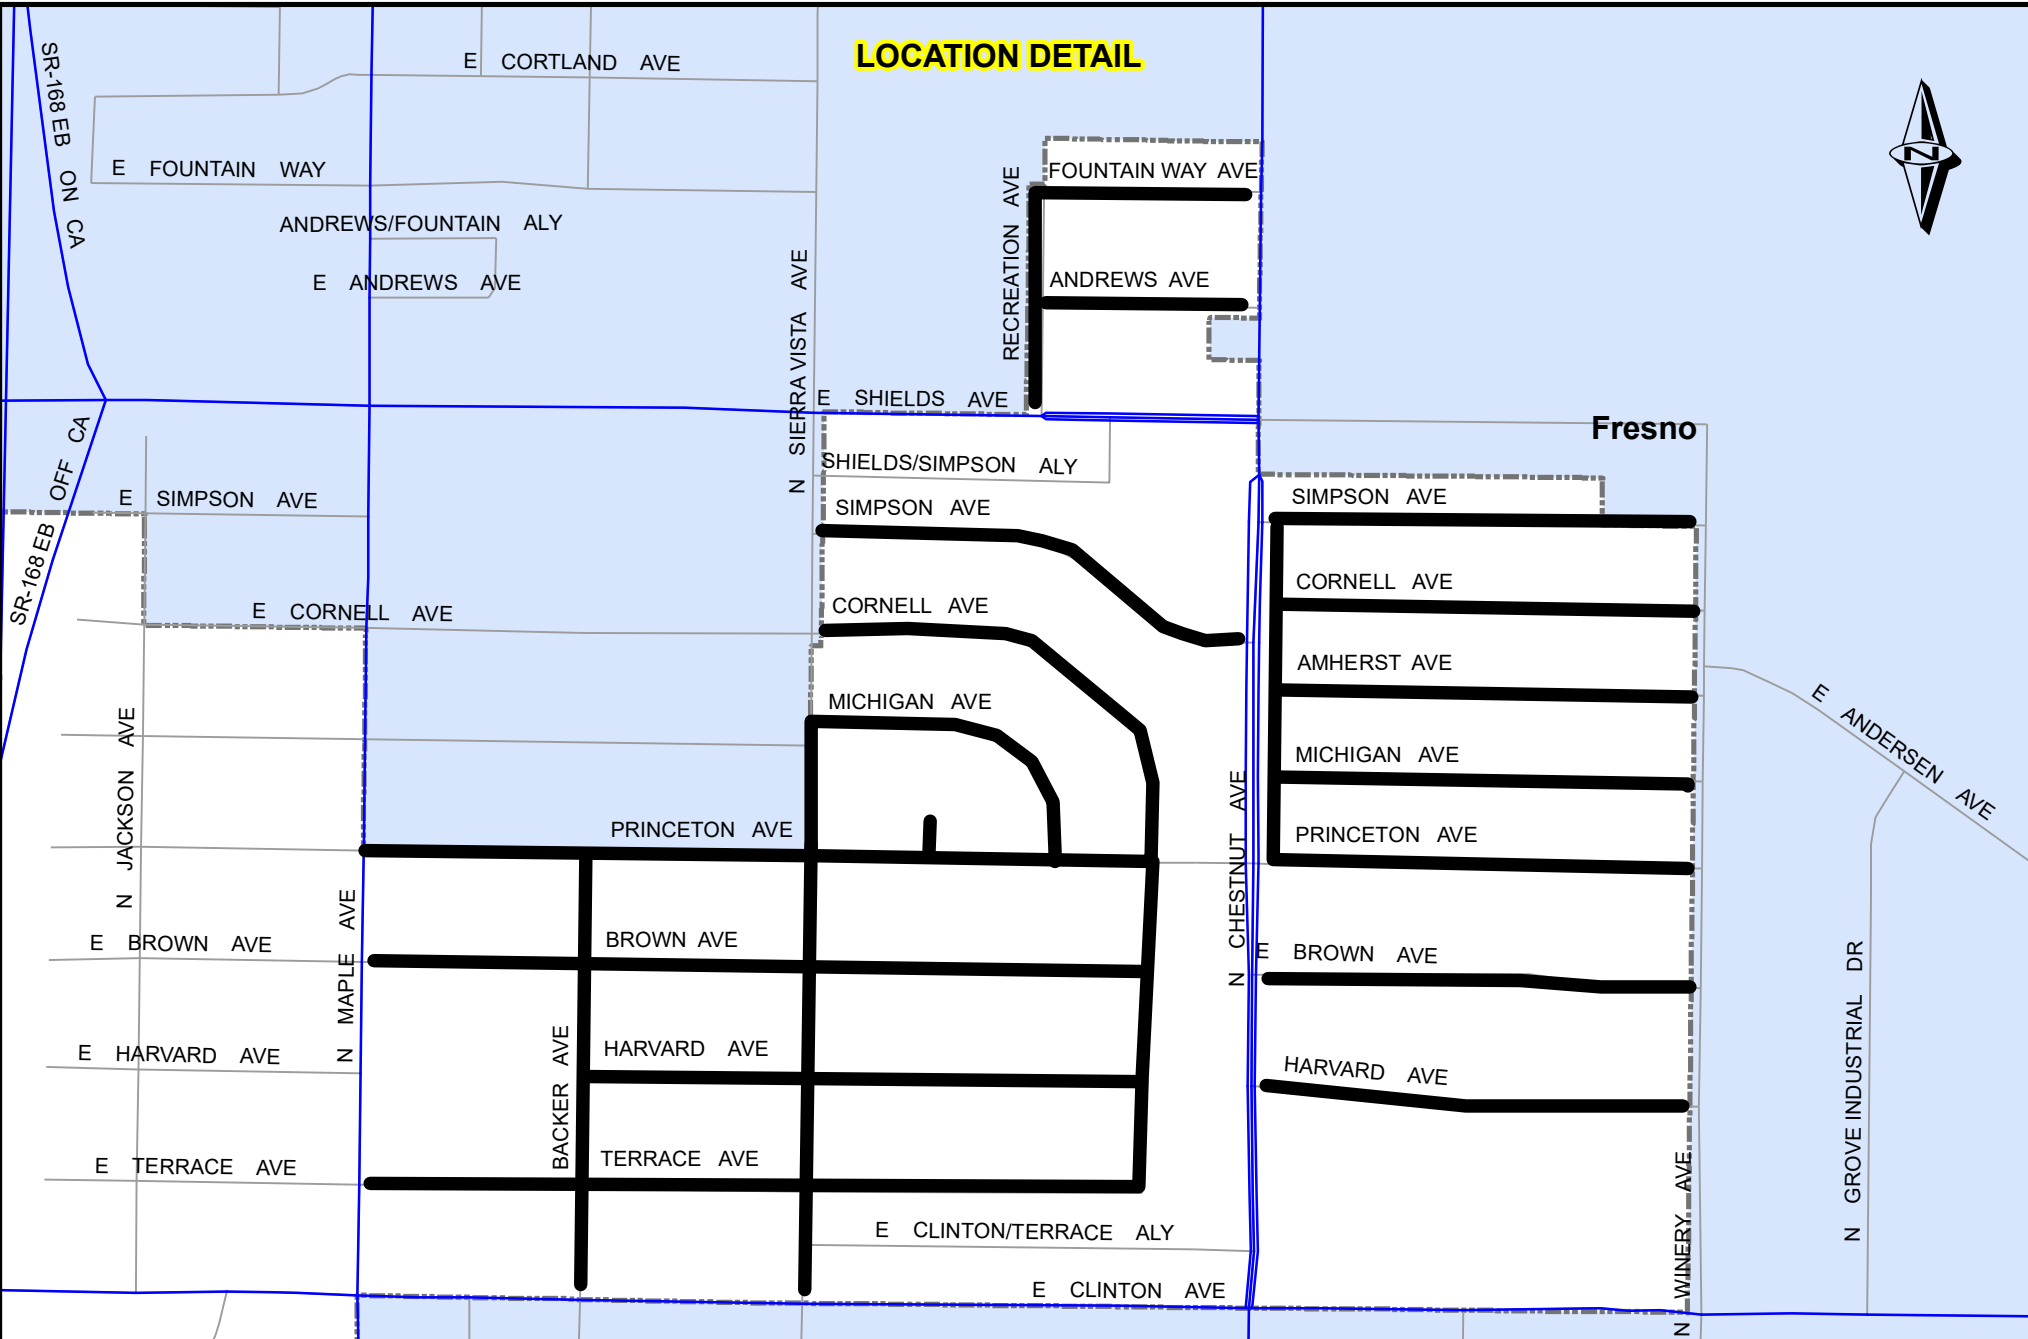 LOCATION DETAIL
E CORTLAND AVE
SR-168 EB ON CA
E FOUNTAIN WAY
FOUNTAIN WAY AVE
N
ANDREWS/FOUNTAIN ALY
E ANDREWS AVE
ANDREWS AVE
RECREATION AVE
N SIERRA VISTA AVE
E SHIELDS AVE
Fresno
SR-168 EB OFF CA
SHIELDS/SIMPSON ALY
E SIMPSON AVE
SIMPSON AVE
SIMPSON AVE
CORNELL AVE
E CORNELL AVE
CORNELL AVE
AMHERST AVE
MICHIGAN AVE
E ANDERSEN AVE
MICHIGAN AVE
N JACKSON AVE
PRINCETON AVE
PRINCETON AVE
N CHESTNUT AVE
N MAPLE AVE
E BROWN AVE
BROWN AVE
E BROWN AVE
E HARVARD AVE
HARVARD AVE
HARVARD AVE
BACKER AVE
N GROVE INDUSTRIAL DR
E TERRACE AVE
TERRACE AVE
N WINERY AVE
E CLINTON/TERRACE ALY
E CLINTON AVE